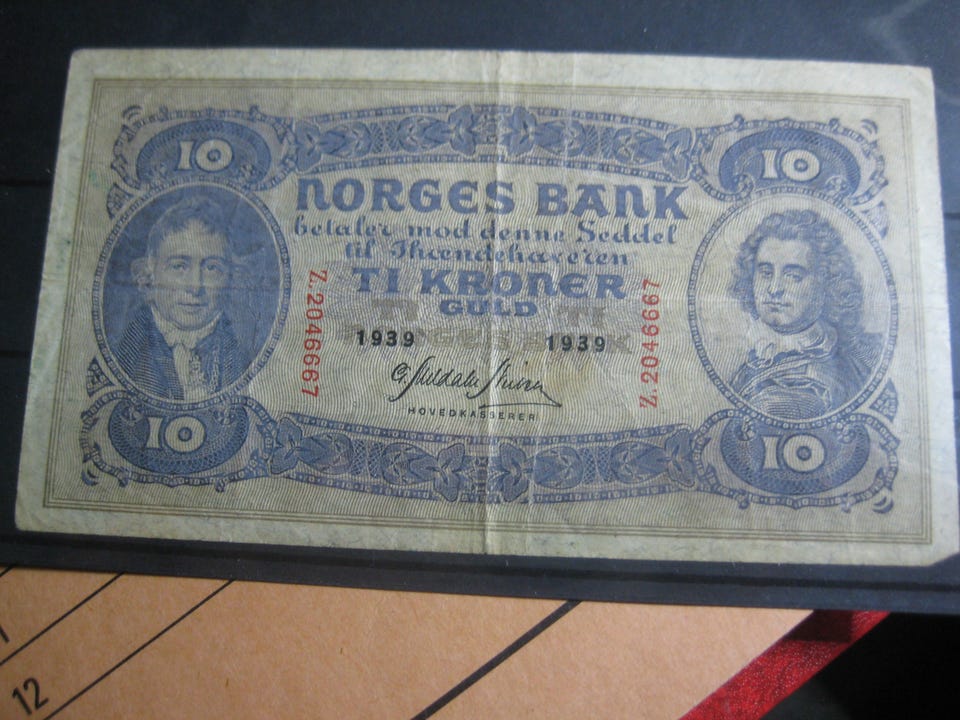 10
10
NORGES BANK
betaler mod denne Seddel
til Ihændehaveren
TI KRONER
GULD
1939 1939
Z.2046667
Z.2046667
HOVEDKASSERER
10
10
12